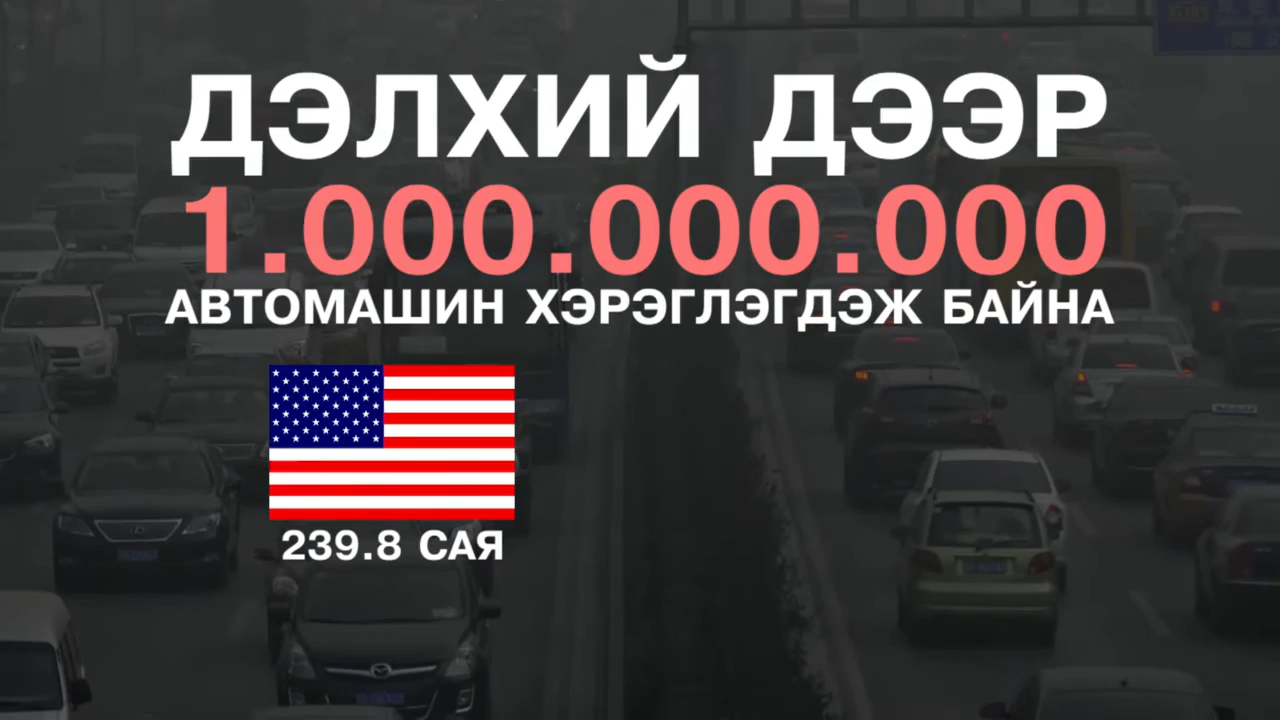 ДЭЛХИЙ ДЭЭР
1.000.000.000
АВТОМАШИН ХЭРЭГЛЭГДЭЖ БАЙНА
239.8 САЯ